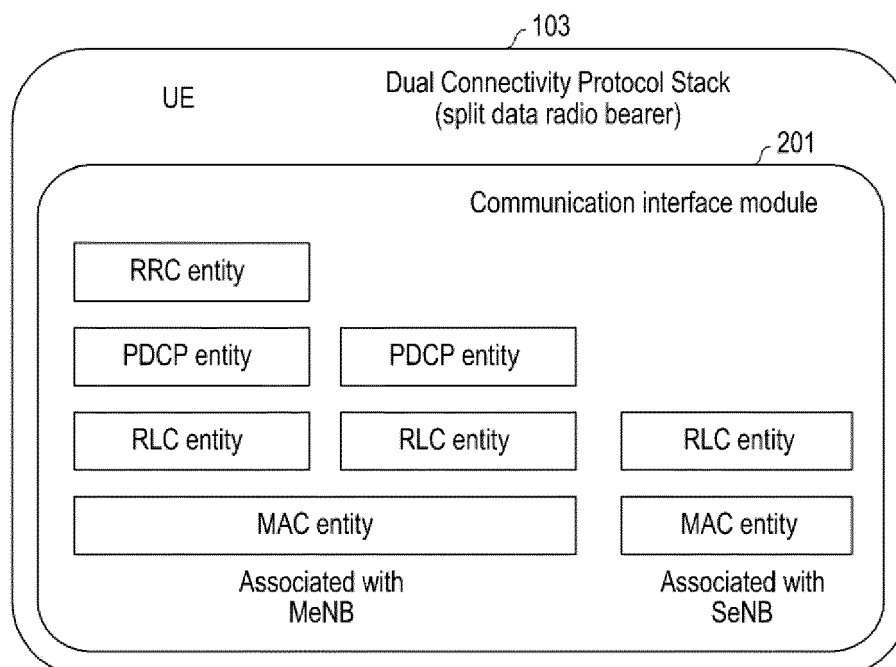 103
UE
Dual Connectivity Protocol Stack
(split data radio bearer)
201
Communication interface module
RRC entity
PDCP entity
PDCP entity
RLC entity
RLC entity
RLC entity
MAC entity
MAC entity
Associated with
MeNB
Associated with
SeNB